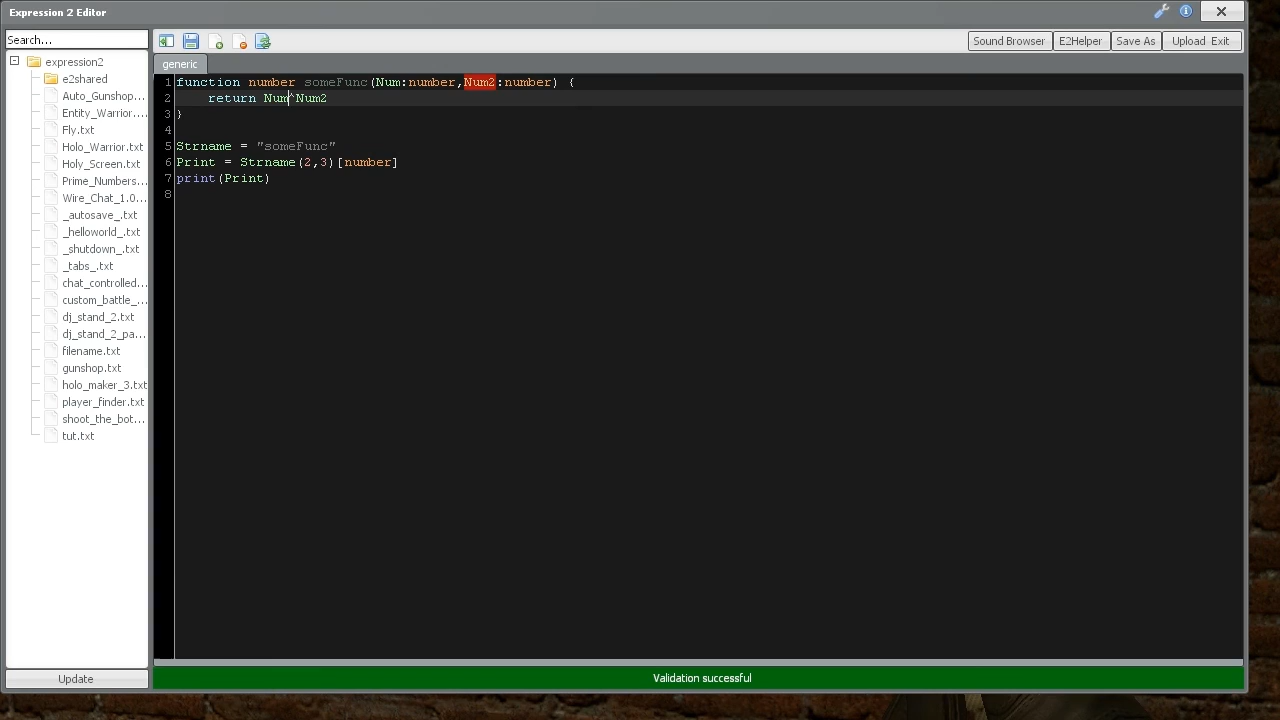 Expression 2 Editor
Search...
Sound Browser
E2Helper
Save As
Upload Exit
expression2
e2shared
Auto_Gunshop...
Entity_Warrior....
Fly.txt
Holo_Warrior.txt
Holy_Screen.txt
Prime_Numbers...
Wire_Chat_1.0...
_autosave_.txt
_helloworld_.txt
_shutdown_.txt
_tabs_.txt
chat_controlled...
custom_battle_...
dj_stand_2.txt
dj_stand_2_pa...
filename.txt
gunshop.txt
holo_maker_3.txt
player_finder.txt
shoot_the_bot...
tut.txt
Update
generic
1 function number someFunc(Num:number,Num2:number) {
2 return Num^Num2
3 }
4
5 Strname = "someFunc"
6 Print = Strname(2,3)[number]
7 print(Print)
8
Validation successful